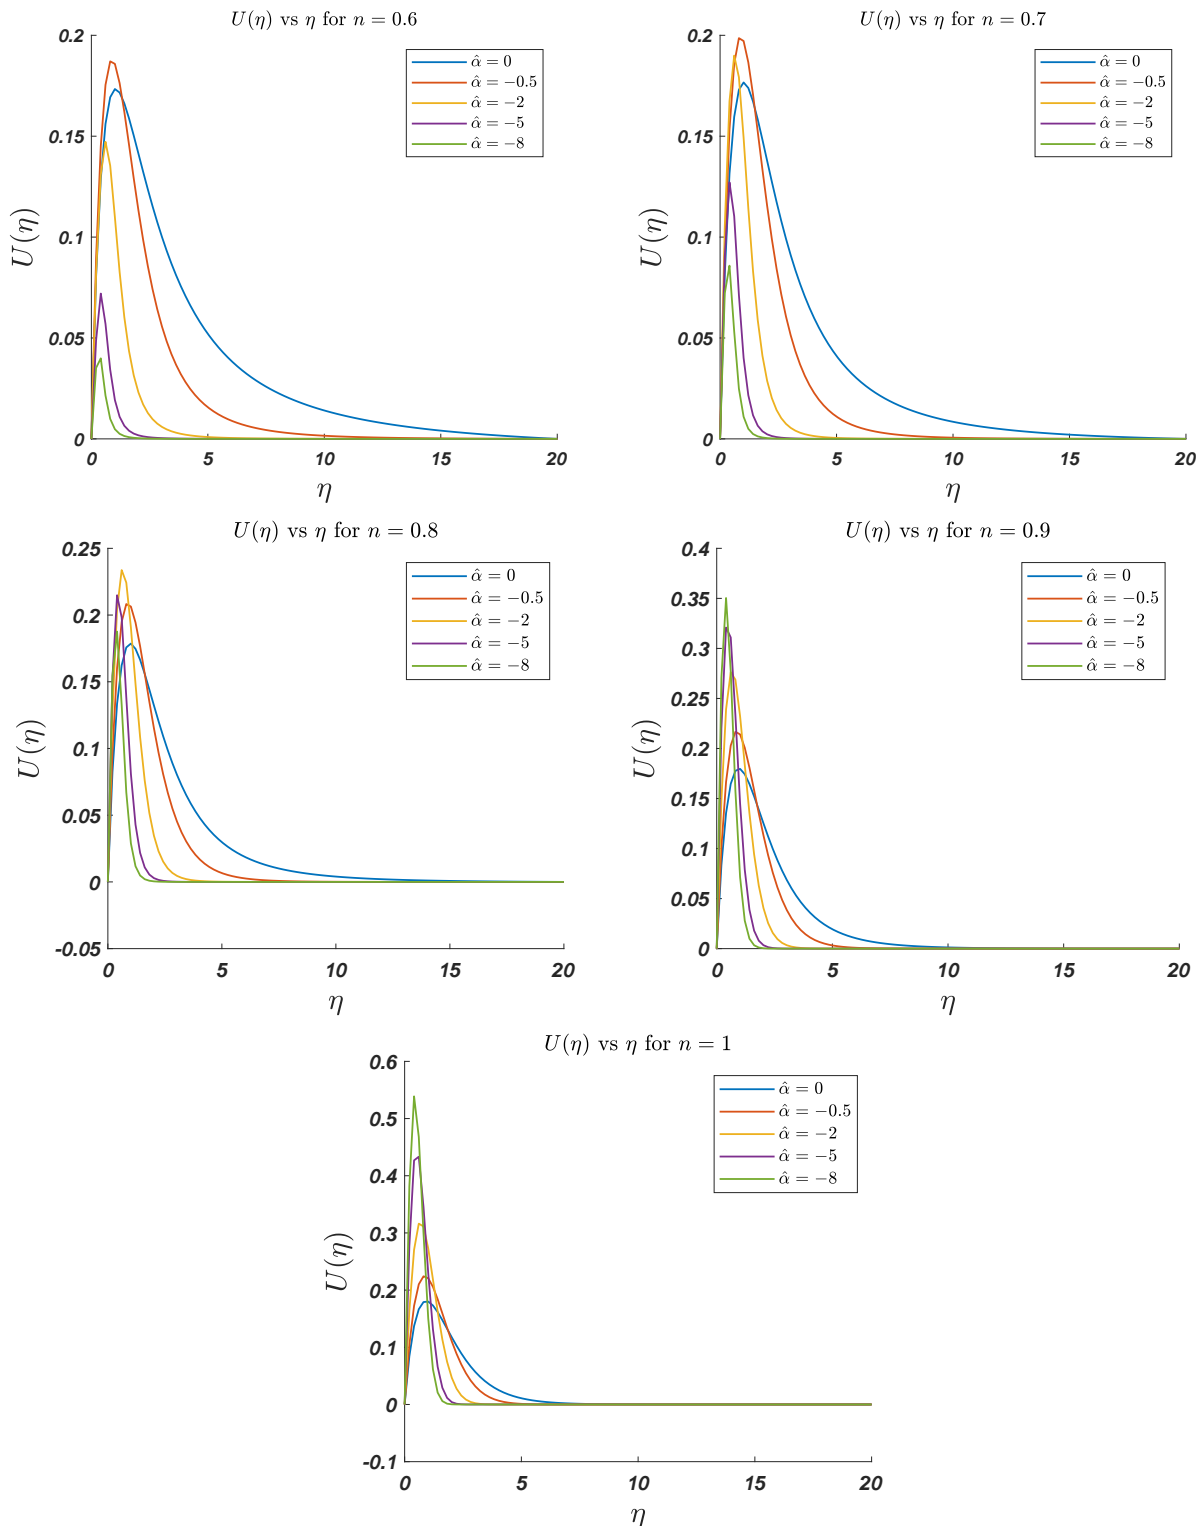 U(η) vs η for n = 0.6
0.2
0.15
0.1
0.05
0
U(η)
0 5 10 15 20
η
α̂ = 0
α̂ = −0.5
α̂ = −2
α̂ = −5
α̂ = −8
U(η) vs η for n = 0.7
0.2
0.15
0.1
0.05
0
U(η)
0 5 10 15 20
η
α̂ = 0
α̂ = −0.5
α̂ = −2
α̂ = −5
α̂ = −8
U(η) vs η for n = 0.8
0.25
0.2
0.15
0.1
0.05
0
-0.05
U(η)
0 5 10 15 20
η
α̂ = 0
α̂ = −0.5
α̂ = −2
α̂ = −5
α̂ = −8
U(η) vs η for n = 0.9
0.4
0.35
0.3
0.25
0.2
0.15
0.1
0.05
0
U(η)
0 5 10 15 20
η
α̂ = 0
α̂ = −0.5
α̂ = −2
α̂ = −5
α̂ = −8
U(η) vs η for n = 1
0.6
0.5
0.4
0.3
0.2
0.1
0
-0.1
U(η)
0 5 10 15 20
η
α̂ = 0
α̂ = −0.5
α̂ = −2
α̂ = −5
α̂ = −8